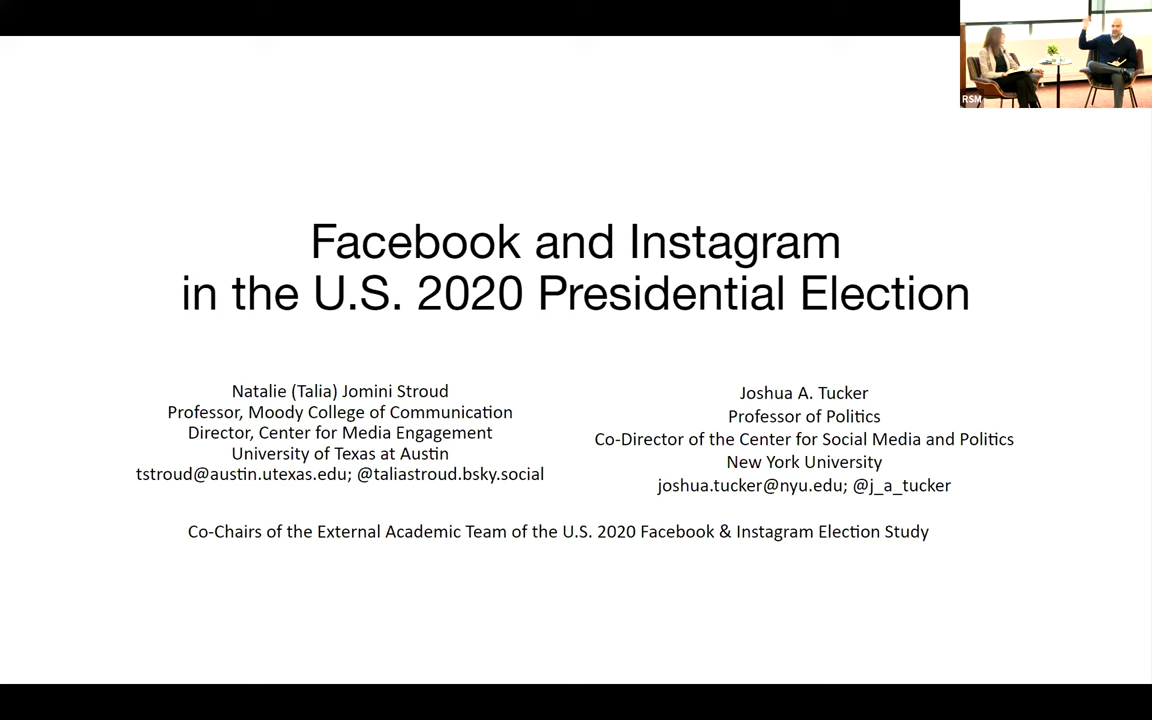 RSM
Facebook and Instagram
in the U.S. 2020 Presidential Election
Natalie (Talia) Jomini Stroud
Professor, Moody College of Communication
Director, Center for Media Engagement
University of Texas at Austin
tstroud@austin.utexas.edu; @taliastroud.bsky.social
Joshua A. Tucker
Professor of Politics
Co-Director of the Center for Social Media and Politics
New York University
joshua.tucker@nyu.edu; @j_a_tucker
Co-Chairs of the External Academic Team of the U.S. 2020 Facebook & Instagram Election Study